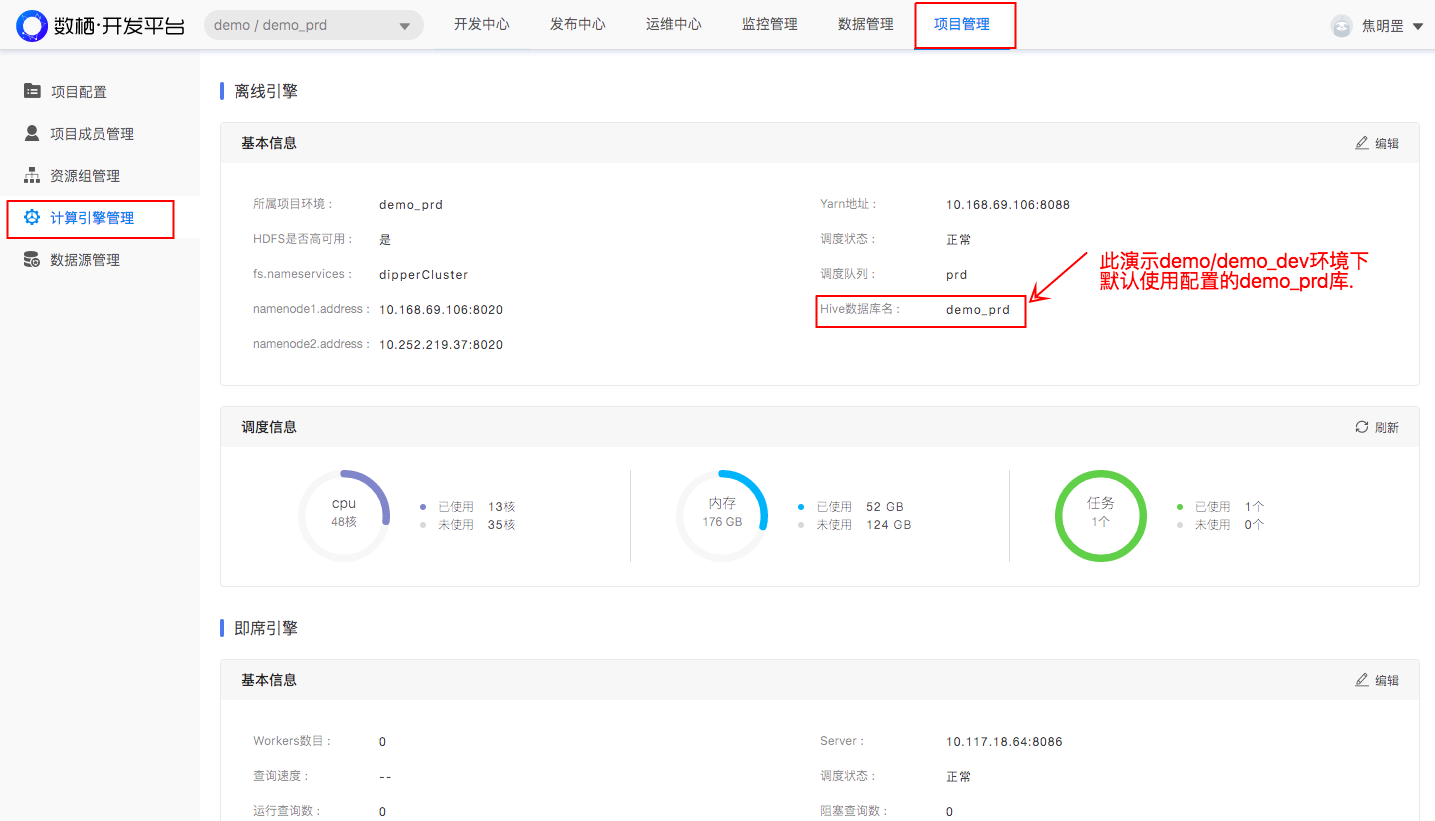 数栖·开发平台
demo / demo_prd
开发中心
发布中心
运维中心
监控管理
数据管理
项目管理
焦明罡
项目配置
项目成员管理
资源组管理
计算引擎管理
数据源管理
离线引擎
基本信息
编辑
所属项目环境： demo_prd
Yarn地址： 10.168.69.106:8088
HDFS是否高可用： 是
调度状态： 正常
fs.nameservices： dipperCluster
调度队列： prd
namenode1.address： 10.168.69.106:8020
Hive数据库名： demo_prd
namenode2.address： 10.252.219.37:8020
此演示demo/demo_dev环境下
默认使用配置的demo_prd库.
调度信息
刷新
cpu
48核
已使用 13核
未使用 35核
内存
176 GB
已使用 52 GB
未使用 124 GB
任务
1个
已使用 1个
未使用 0个
即席引擎
基本信息
编辑
Workers数目： 0
Server： 10.117.18.64:8086
查询速度： --
调度状态： 正常
运行查询数： 0
阻塞查询数： 0